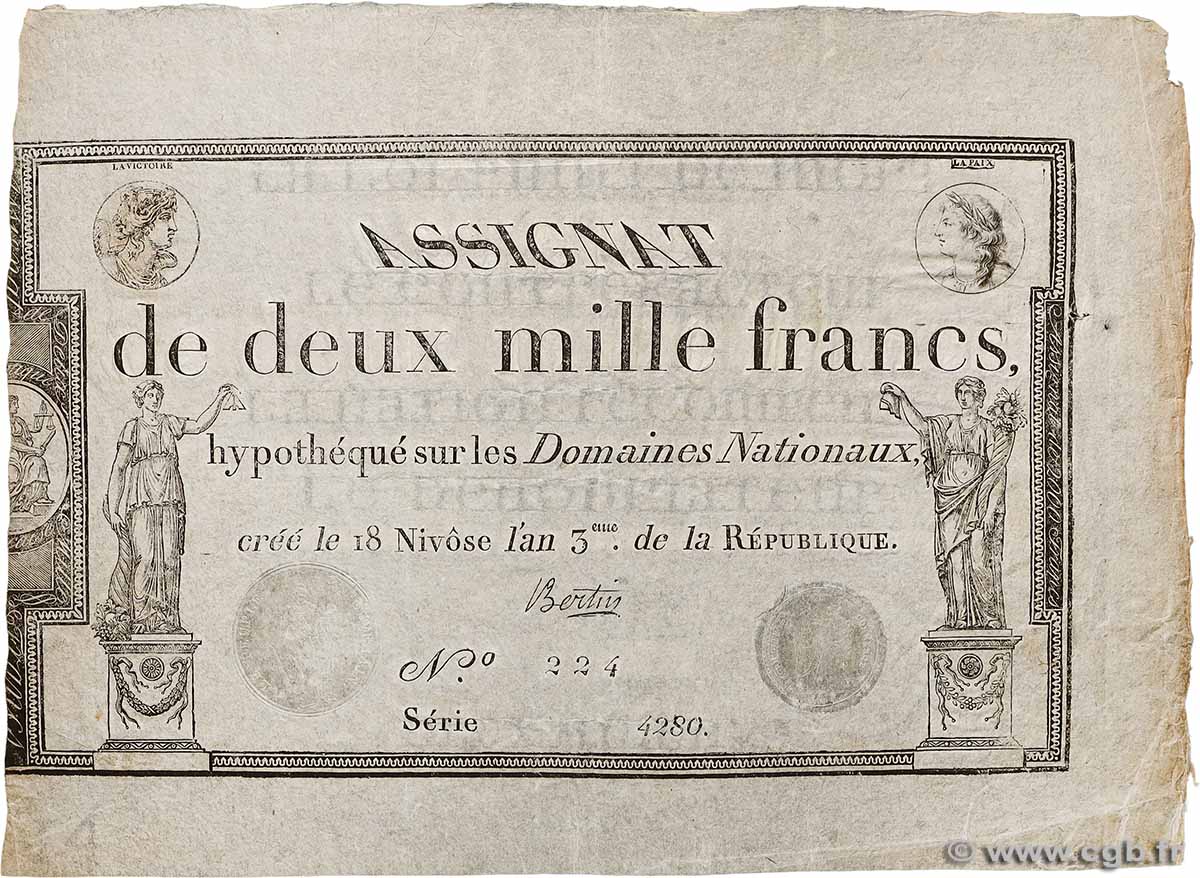 LA VICTOIRE
LA PAIX
ASSIGNAT
de deux mille francs,
hypothéqué sur les Domaines Nationaux,
créé le 18 Nivôse l'an 3eme. de la RÉPUBLIQUE.
Bertin
No. 224
Série 4280.
© www.cgb.fr